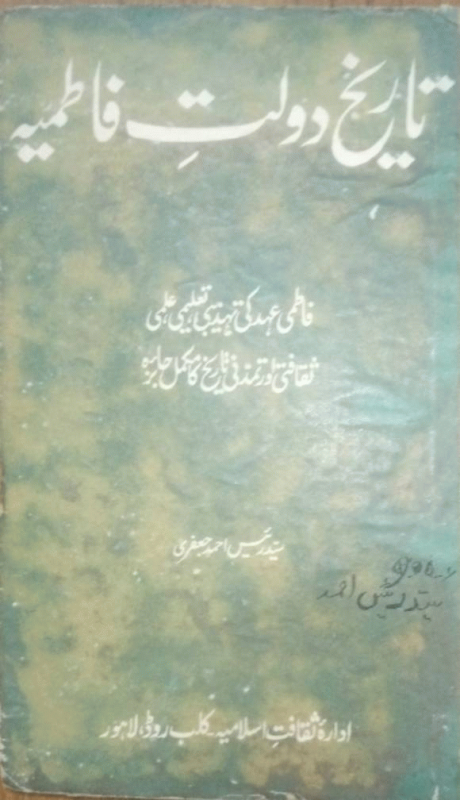 تاریخ دولتِ فاطمیہ
فاطمی عہد کی تہذیبی، تعلیمی، علمی
ثقافتی اور تمدنی تاریخ کا مکمل جائزہ
سید رئیس احمد جعفری
سید رئیس احمد
ادارۂ ثقافتِ اسلامیہ۔ کلب روڈ، لاہور